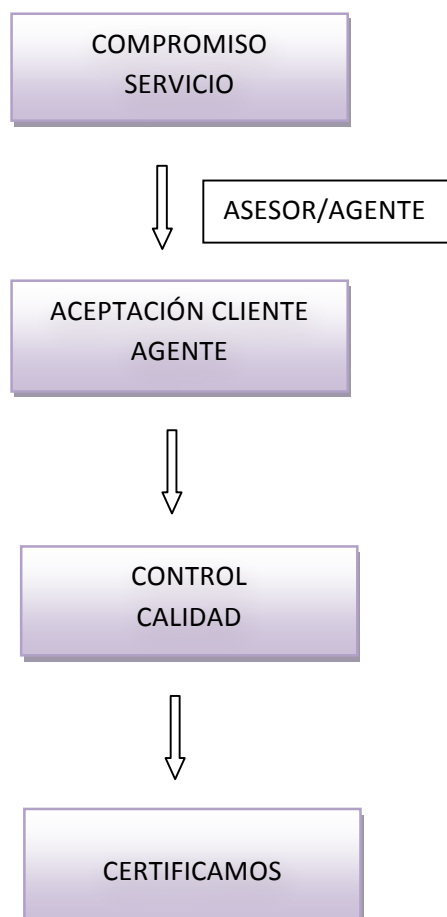 COMPROMISO
SERVICIO
ASESOR/AGENTE
ACEPTACIÓN CLIENTE
AGENTE
CONTROL
CALIDAD
CERTIFICAMOS